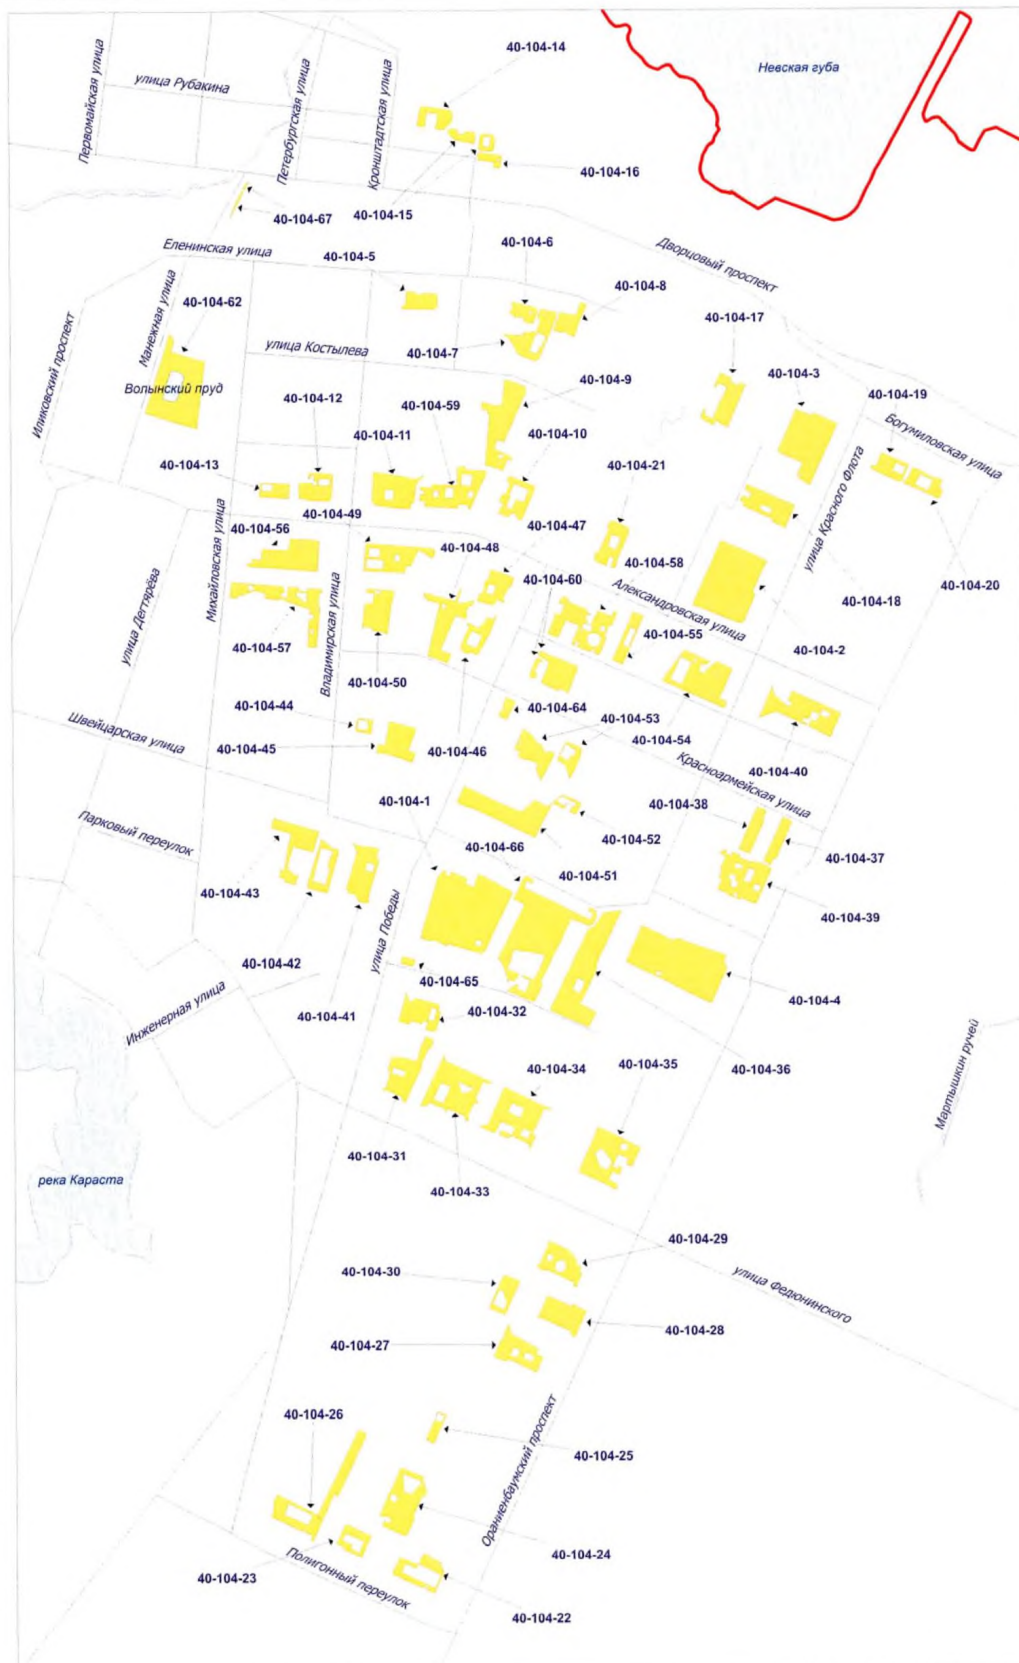 40-104-14
Невская губа
Первомайская улица
улица Рубакина
Петербургская улица
Кронштадтская улица
40-104-16
40-104-67
40-104-15
Еленинская улица
40-104-5
40-104-6
Дворцовый проспект
40-104-8
40-104-62
Манежная улица
40-104-17
Иликовский проспект
улица Костылева
40-104-7
40-104-3
Волынский пруд
40-104-9
40-104-12
40-104-59
40-104-19
Богумиловская улица
40-104-11
40-104-10
40-104-13
40-104-21
улица Красного Флота
40-104-49
40-104-47
40-104-56
Михайловская улица
40-104-48
40-104-58
40-104-20
40-104-60
40-104-18
улица Дегтярёва
Александровская улица
40-104-55
40-104-57
Владимирская улица
40-104-2
40-104-50
40-104-44
40-104-64
40-104-53
Швейцарская улица
40-104-45
40-104-46
40-104-54
Красноармейская улица
40-104-40
40-104-1
40-104-38
Парковый переулок
40-104-66
40-104-52
40-104-37
40-104-51
40-104-43
40-104-39
улица Победы
40-104-42
40-104-65
40-104-4
Инженерная улица
40-104-41
40-104-32
40-104-34
40-104-35
40-104-36
Мартышкин ручей
40-104-31
река Караста
40-104-33
40-104-29
40-104-30
улица Федюнинского
40-104-28
40-104-27
40-104-26
Ораниенбаумский проспект
40-104-25
40-104-24
40-104-23
Полигонный переулок
40-104-22